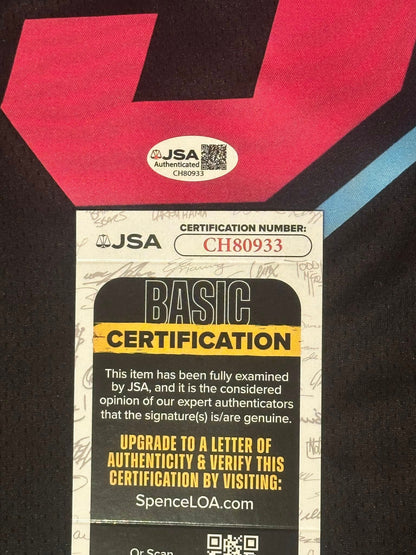 JSA
Authenticated
CH80933
JSA
CERTIFICATION NUMBER:
CH80933
BASIC
CERTIFICATION
This item has been fully examined
by JSA, and it is the considered
opinion of our expert authenticators
that the signature(s) is/are genuine.
UPGRADE TO A LETTER OF
AUTHENTICITY & VERIFY THIS
CERTIFICATION BY VISITING:
SpenceLOA.com
Or Scan